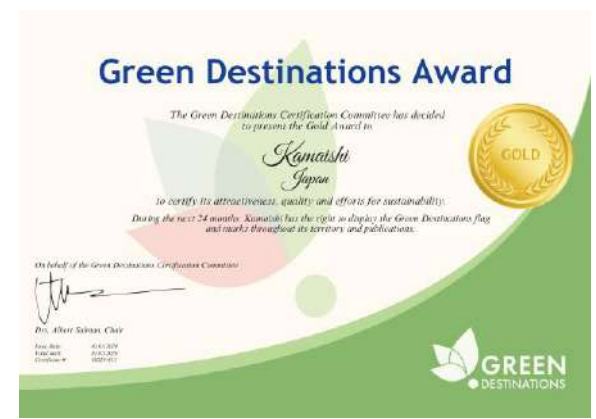 Green Destinations Award
The Green Destinations Certification Committee has decided
to present the Gold Award to
Kamaishi
Japan
GOLD
to certify its attractiveness, quality and efforts for sustainability.
During the next 24 months, Kamaishi has the right to display the Green Destinations flag
and marks throughout its territory and publications.
On behalf of the Green Destinations Certification Committee
Drs. Albert Salman, Chair
GREEN
DESTINATIONS